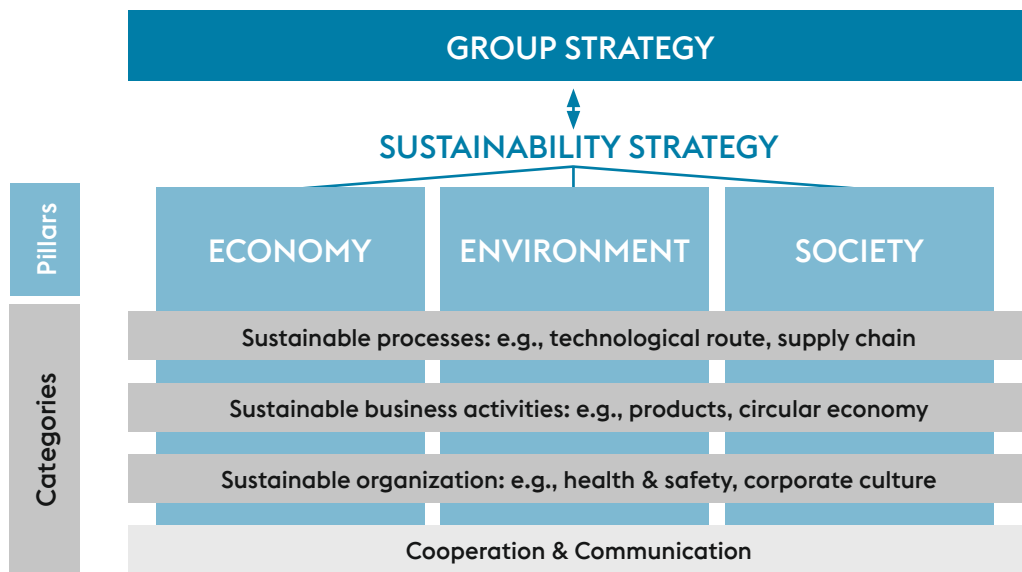 GROUP STRATEGY
SUSTAINABILITY STRATEGY
Pillars
ECONOMY
ENVIRONMENT
SOCIETY
Categories
Sustainable processes: e.g., technological route, supply chain
Sustainable business activities: e.g., products, circular economy
Sustainable organization: e.g., health & safety, corporate culture
Cooperation & Communication